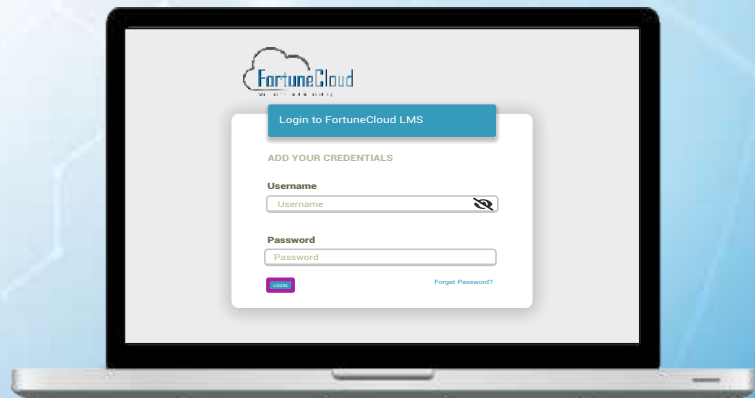 FortuneCloud
Login to FortuneCloud LMS
ADD YOUR CREDENTIALS
Username
Username
Password
Password
LOGIN
Forget Password?